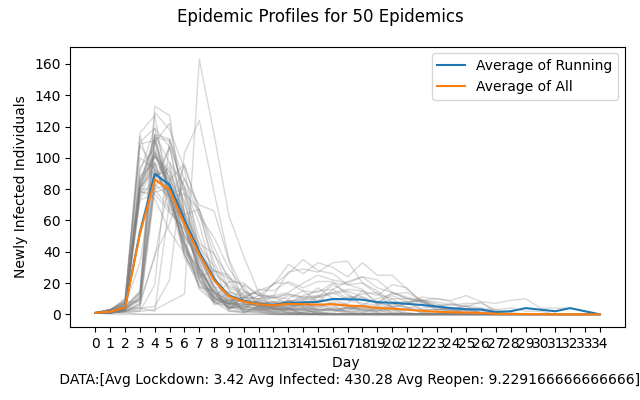 Epidemic Profiles for 50 Epidemics
Average of Running
Average of All
Newly Infected Individuals
160
140
120
100
80
60
40
20
0
0 1 2 3 4 5 6 7 8 9 10 11 12 13 14 15 16 17 18 19 20 21 22 23 24 25 26 27 28 29 30 31 32 33 34
Day
DATA:[Avg Lockdown: 3.42 Avg Infected: 430.28 Avg Reopen: 9.229166666666666]